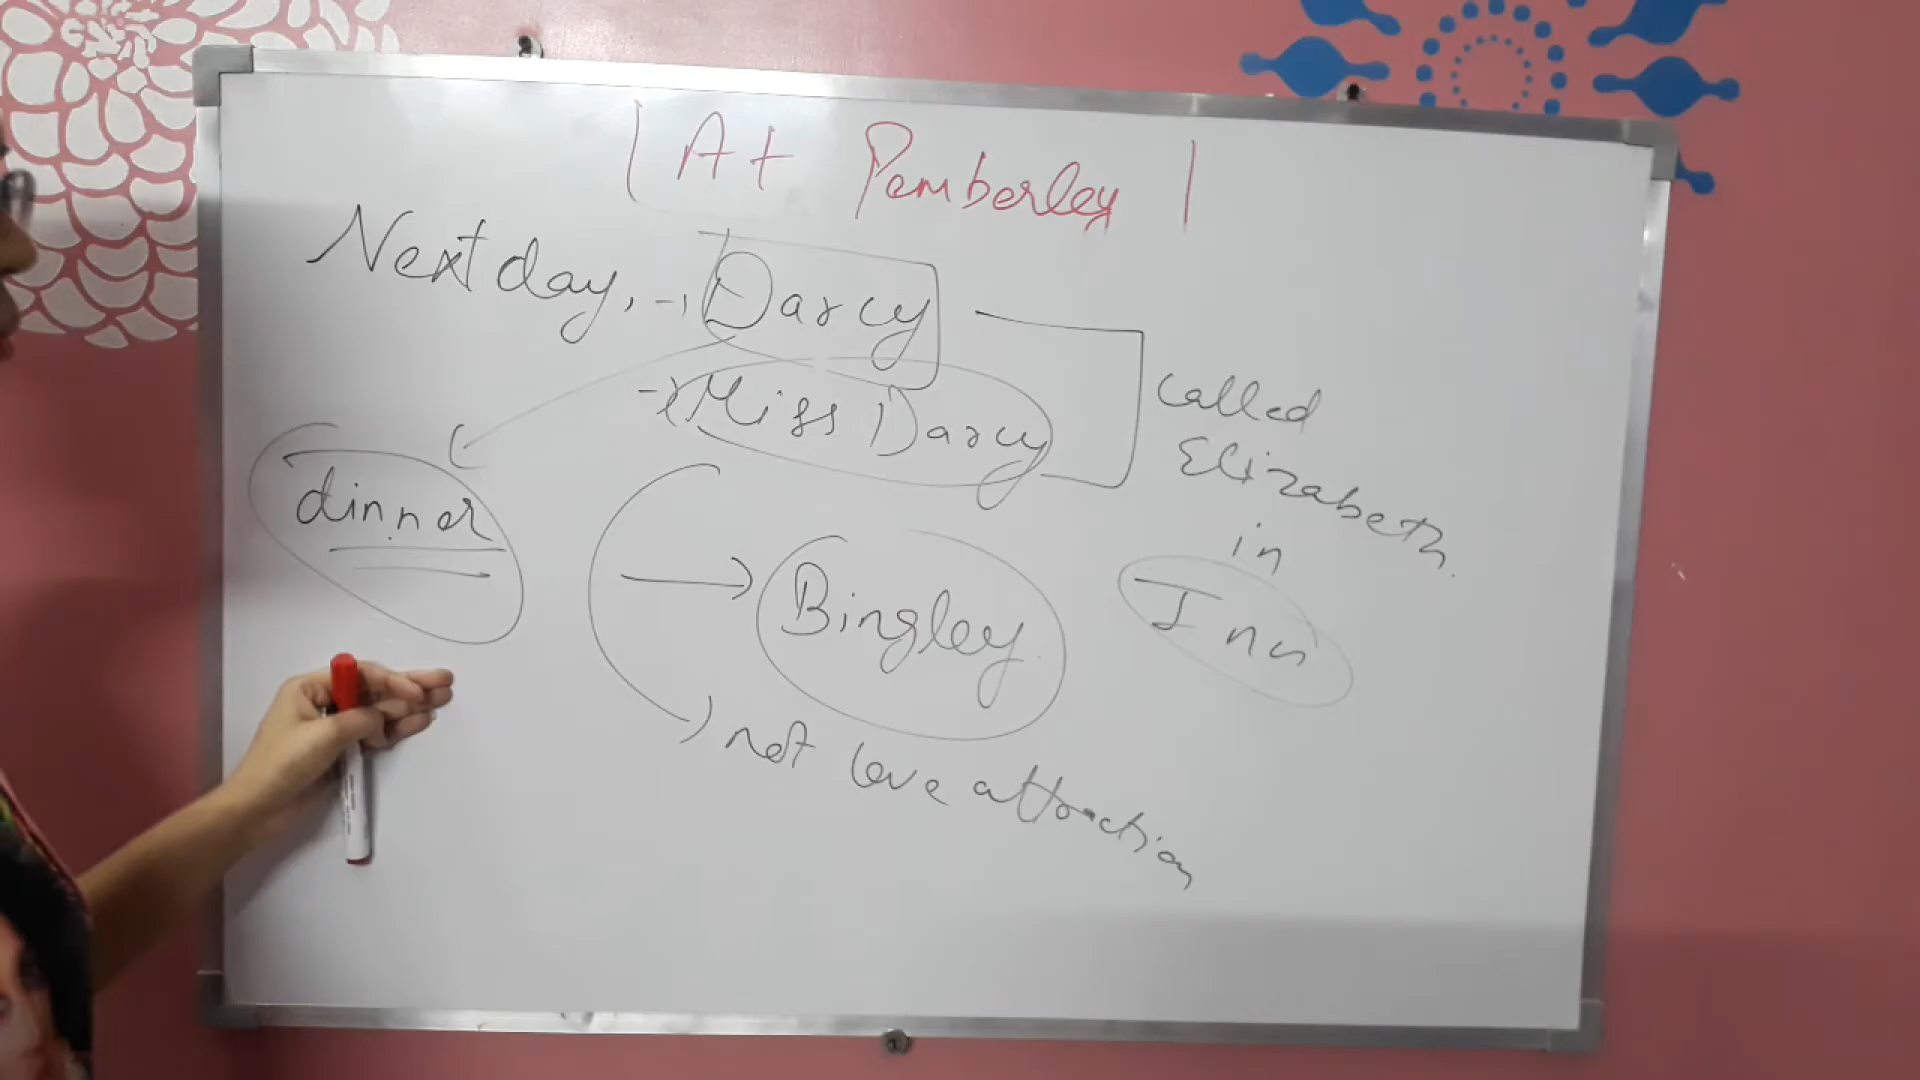 | At Pemberley |
Next day, → Darcy
→ Miss Darcy
called
Elizabeth
in
Inn
dinner
→ Bingley
not love attraction